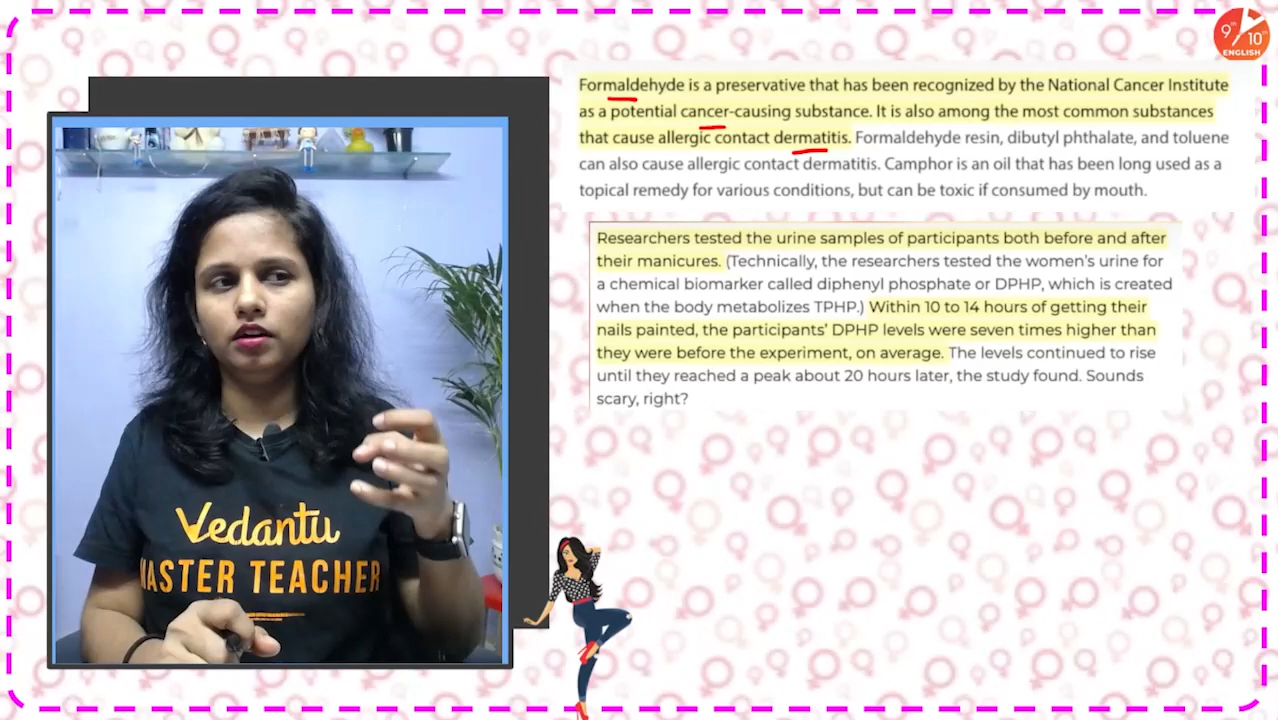 9th
10th
ENGLISH
Formaldehyde is a preservative that has been recognized by the National Cancer Institute
as a potential cancer-causing substance. It is also among the most common substances
that cause allergic contact dermatitis. Formaldehyde resin, dibutyl phthalate, and toluene
can also cause allergic contact dermatitis. Camphor is an oil that has been long used as a
topical remedy for various conditions, but can be toxic if consumed by mouth.
Researchers tested the urine samples of participants both before and after
their manicures. (Technically, the researchers tested the women's urine for
a chemical biomarker called diphenyl phosphate or DPHP, which is created
when the body metabolizes TPHP.) Within 10 to 14 hours of getting their
nails painted, the participants' DPHP levels were seven times higher than
they were before the experiment, on average. The levels continued to rise
until they reached a peak about 20 hours later, the study found. Sounds
scary, right?
Vedantu
MASTER TEACHER